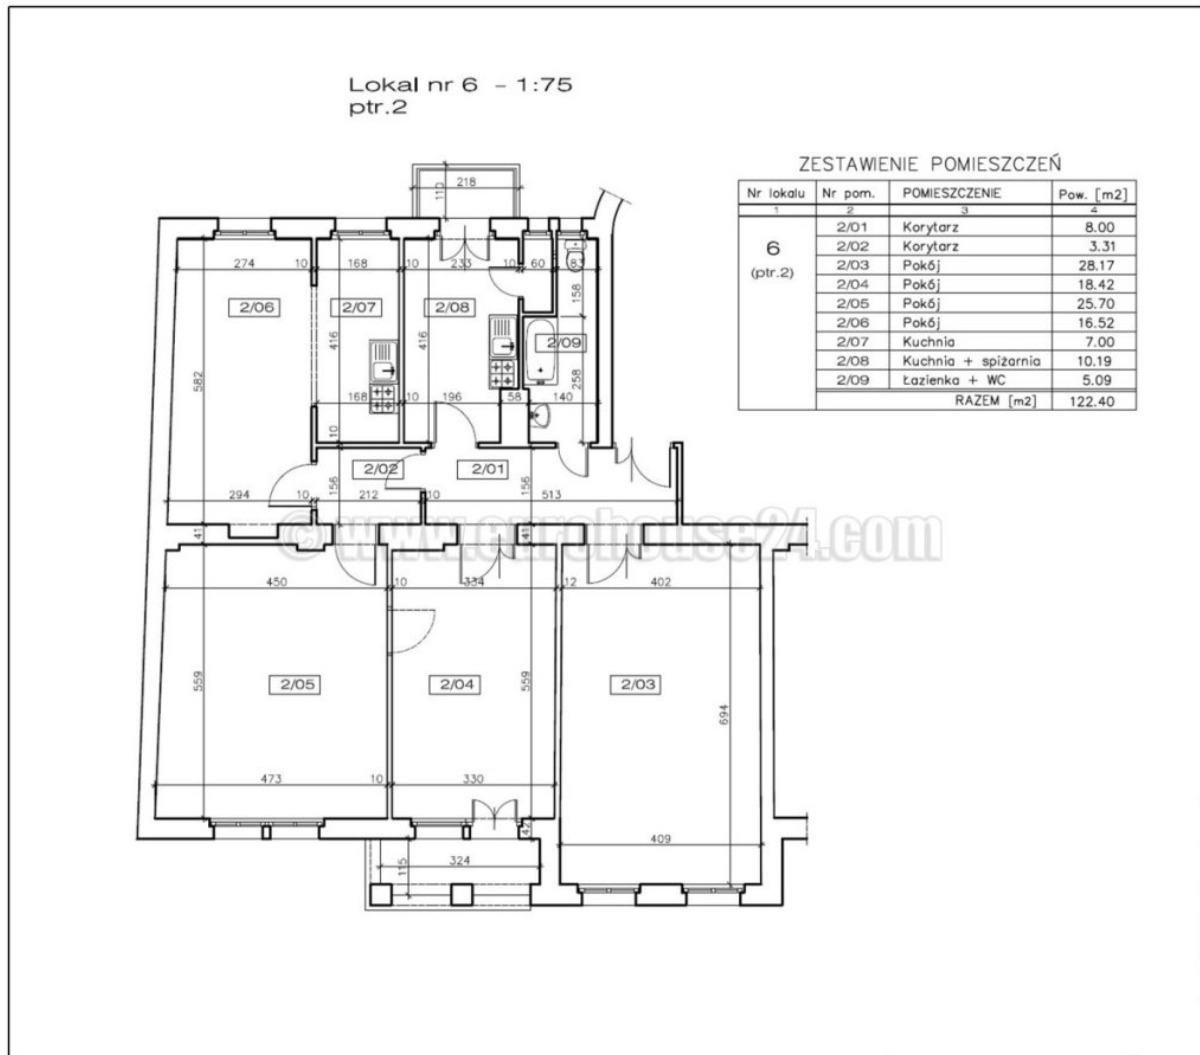 Lokal nr 6 - 1:75
ptr.2
ZESTAWIENIE POMIESZCZEŃ
Nr lokalu Nr pom. POMIESZCZENIE Pow. [m2]
1 2 3 4
6 (ptr.2)
2/01 Korytarz 8.00
2/02 Korytarz 3.31
2/03 Pokój 28.17
2/04 Pokój 18.42
2/05 Pokój 25.70
2/06 Pokój 16.52
2/07 Kuchnia 7.00
2/08 Kuchnia + spiżarnia 10.19
2/09 Łazienka + WC 5.09
RAZEM [m2] 122.40
218
110
274 10 168 10 233 10 60 83
158
2/06 2/07 2/08
416 416
2/09
582
258
168 10 196 58 140
10
2/02 2/01
156 156
294 10 212 10 513
41 41
© www.eurohouse24.com
450 10 334 12 402
2/05 2/04 2/03
559 559
694
473 10 330
42
409
115
324